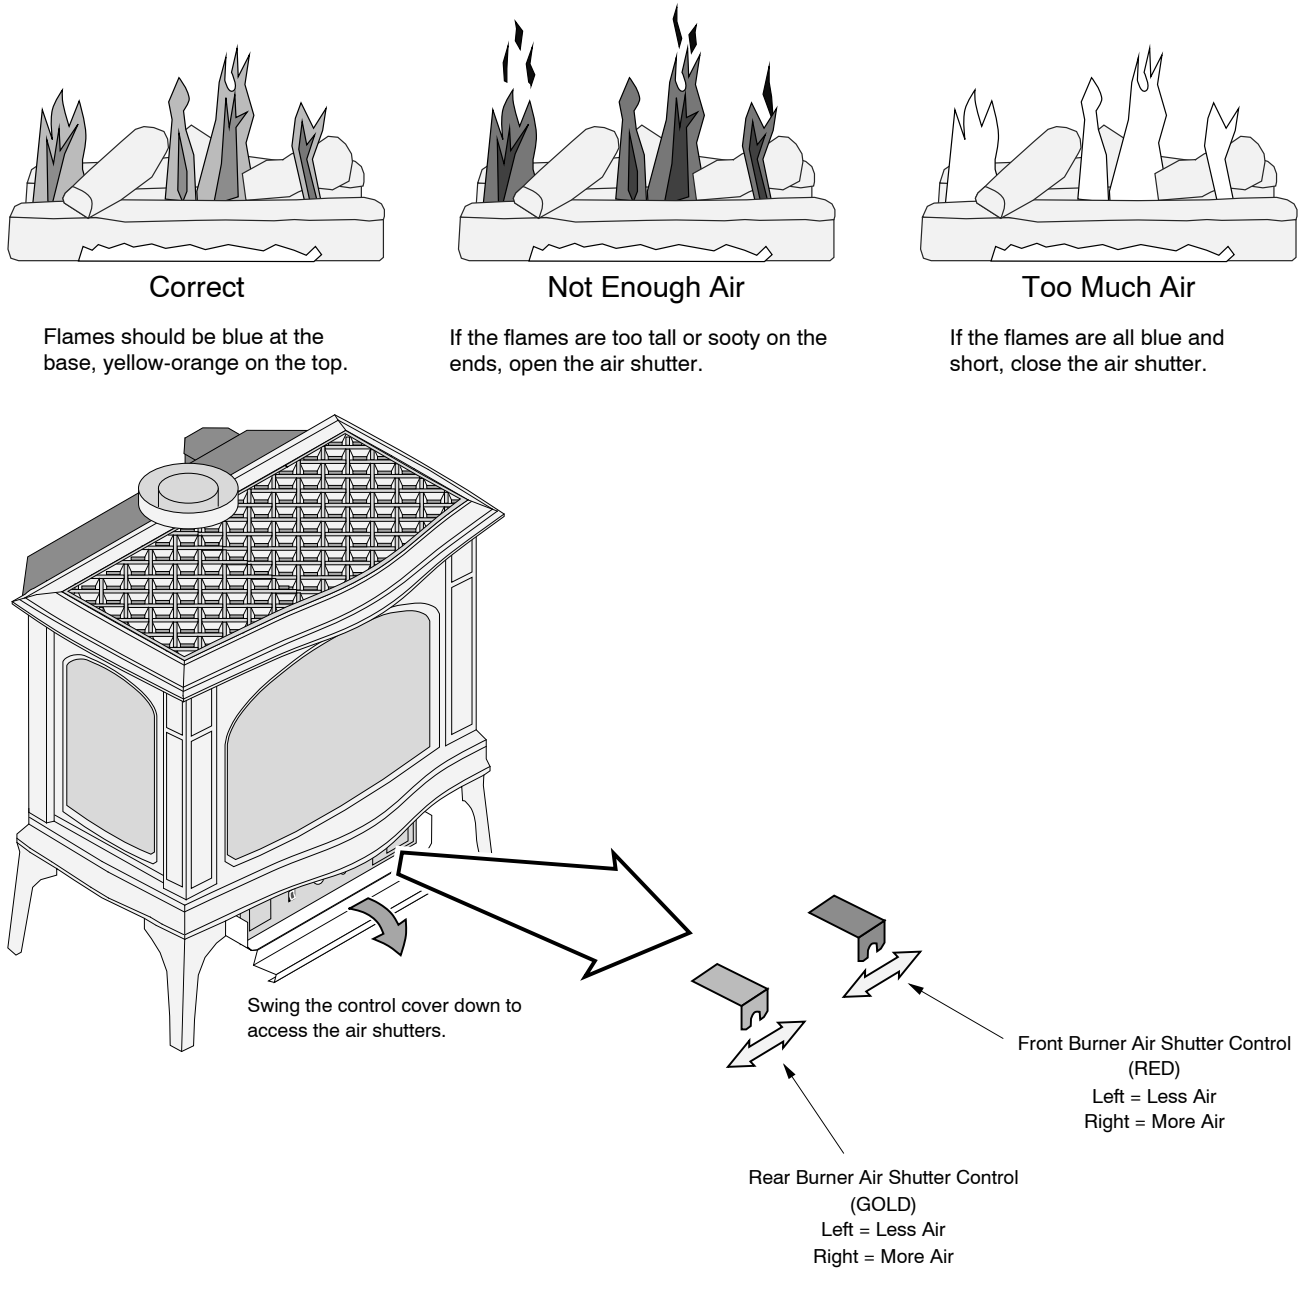 Correct
Flames should be blue at the
base, yellow-orange on the top.
Not Enough Air
If the flames are too tall or sooty on the
ends, open the air shutter.
Too Much Air
If the flames are all blue and
short, close the air shutter.
Swing the control cover down to
access the air shutters.
Front Burner Air Shutter Control
(RED)
Left = Less Air
Right = More Air
Rear Burner Air Shutter Control
(GOLD)
Left = Less Air
Right = More Air